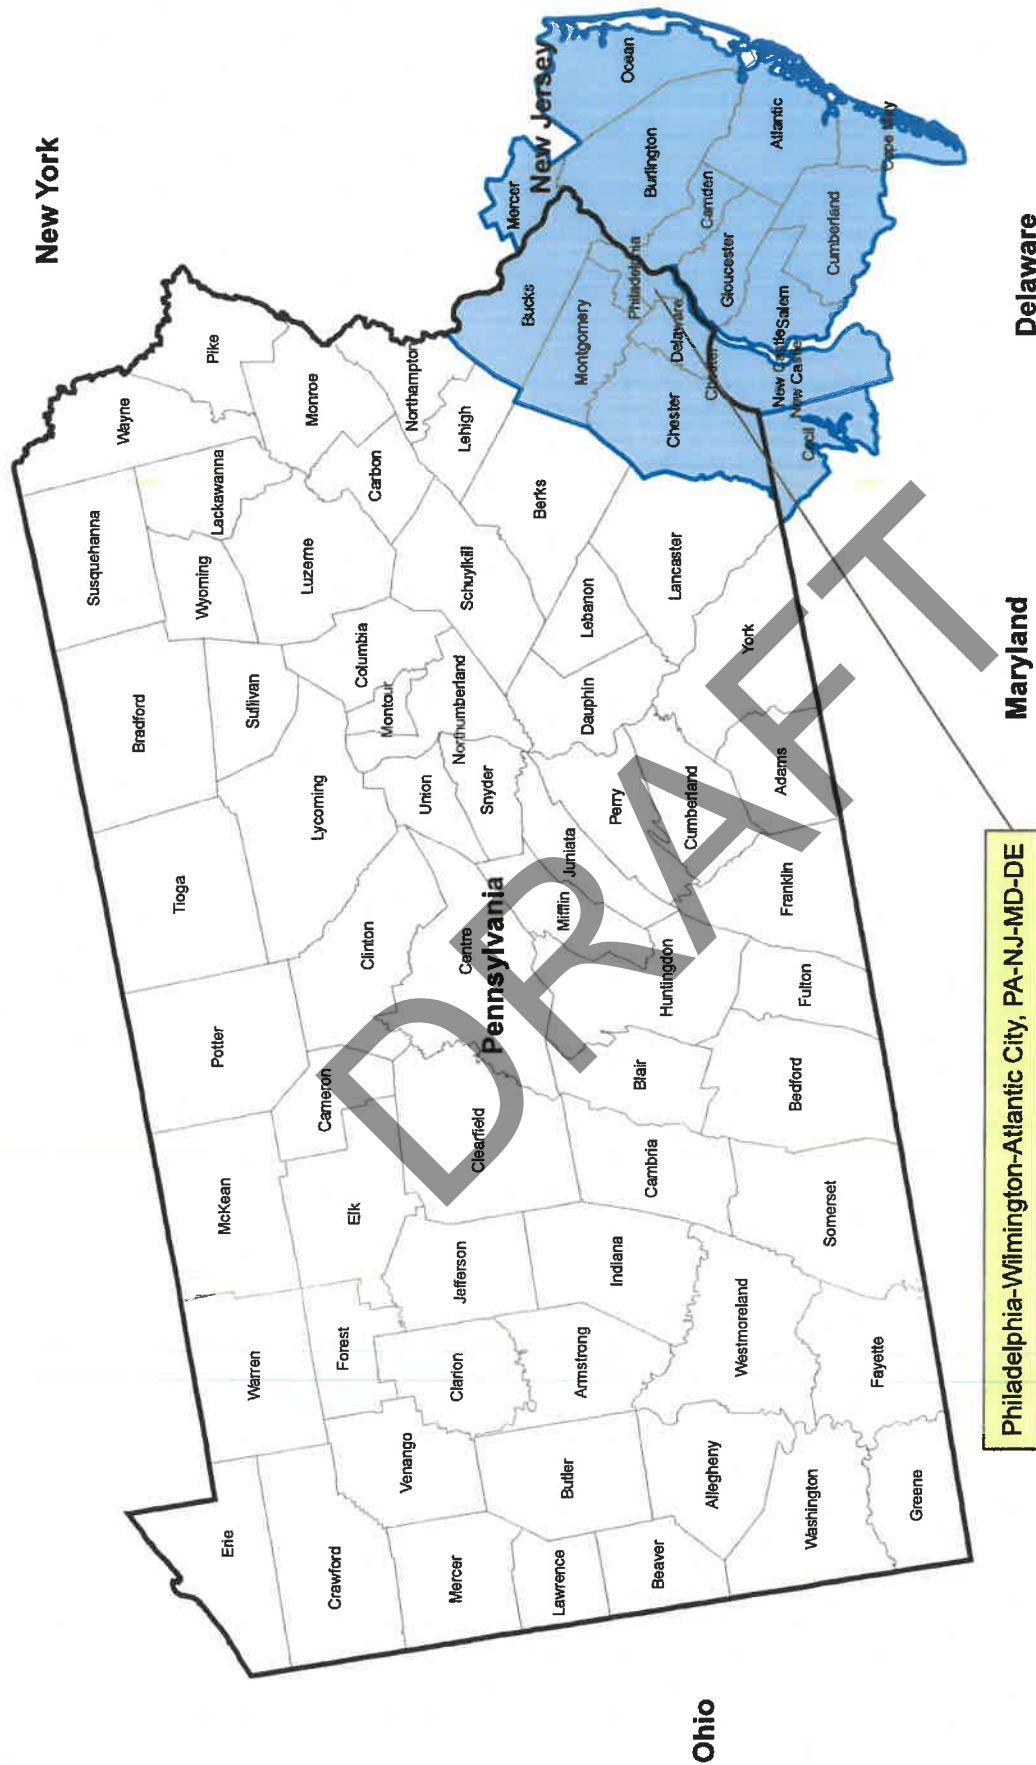 New York
New Jersey
Pennsylvania
Ohio
Maryland
Delaware
Erie
Crawford
Mercer
Lawrence
Beaver
Washington
Greene
Warren
Forest
Venango
Clarion
Butler
Armstrong
Allegheny
Westmoreland
Fayette
McKean
Elk
Jefferson
Indiana
Somerset
Potter
Cameron
Clearfield
Cambria
Blair
Bedford
Tioga
Clinton
Centre
Mifflin
Juniata
Huntingdon
Fulton
Franklin
Bradford
Sullivan
Lycoming
Union
Snyder
Perry
Cumberland
Adams
Columbia
Montour
Northumberland
Dauphin
York
Susquehanna
Wyoming
Lackawanna
Luzerne
Schuylkill
Lebanon
Lancaster
Wayne
Pike
Monroe
Carbon
Northampton
Lehigh
Berks
Bucks
Montgomery
Philadelphia
Delaware
Chester
Chester
Mercer
Ocean
Burlington
Camden
Gloucester
Atlantic
Salem
Cumberland
Cape May
New Castle
New Castle
Cecil
Philadelphia-Wilmington-Atlantic City, PA-NJ-MD-DE
DRAFT